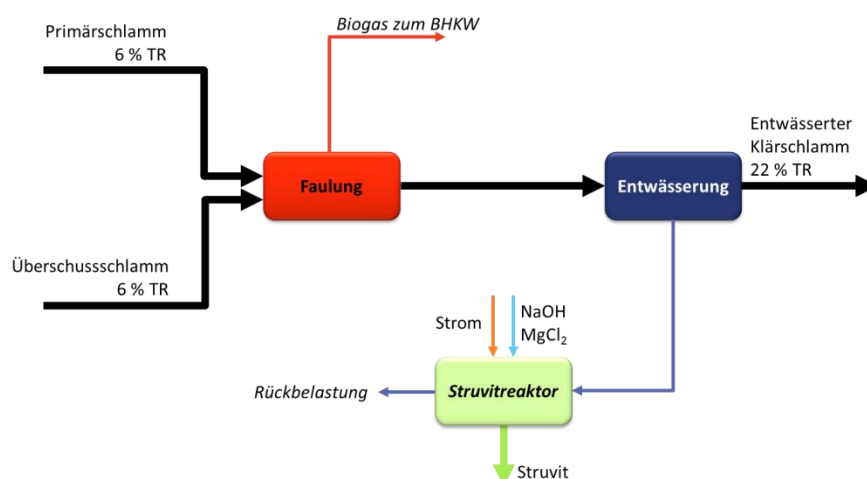 Biogas zum BHKW
Primärschlamm
6 % TR
Faulung
Entwässerung
Entwässerter
Klärschlamm
22 % TR
Überschussschlamm
6 % TR
Strom
NaOH
MgCl₂
Rückbelastung
Struvitreaktor
Struvit